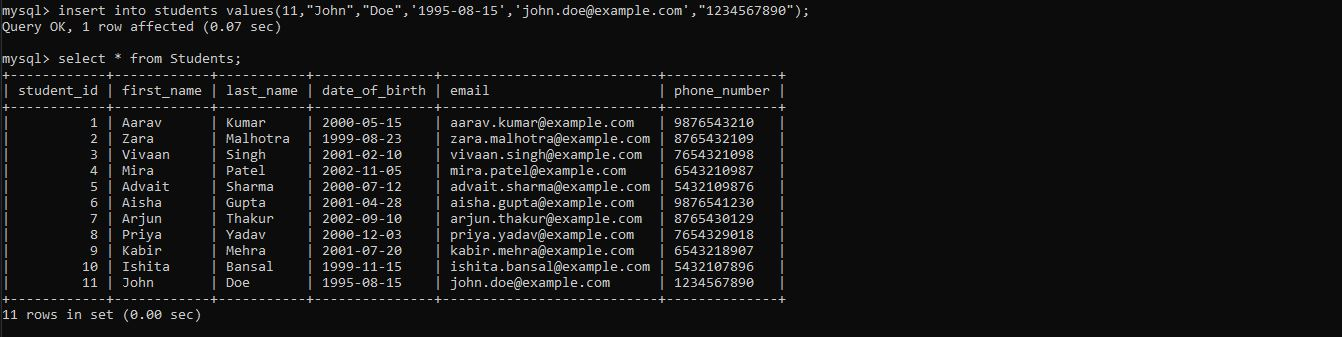 mysql> insert into students values(11,"John","Doe",'1995-08-15','john.doe@example.com',"1234567890");
Query OK, 1 row affected (0.07 sec)
mysql> select * from Students;
+------------+------------+-----------+---------------+--------------------------+--------------+
| student_id | first_name | last_name | date_of_birth | email                    | phone_number |
+------------+------------+-----------+---------------+--------------------------+--------------+
|          1 | Aarav      | Kumar     | 2000-05-15    | aarav.kumar@example.com   | 9876543210   |
|          2 | Zara       | Malhotra  | 1999-08-23    | zara.malhotra@example.com | 8765432109   |
|          3 | Vivaan     | Singh     | 2001-02-10    | vivaan.singh@example.com  | 7654321098   |
|          4 | Mira       | Patel     | 2002-11-05    | mira.patel@example.com    | 6543210987   |
|          5 | Advait     | Sharma    | 2000-07-12    | advait.sharma@example.com | 5432109876   |
|          6 | Aisha      | Gupta     | 2001-04-28    | aisha.gupta@example.com   | 9876541230   |
|          7 | Arjun      | Thakur    | 2002-09-10    | arjun.thakur@example.com  | 8765430129   |
|          8 | Priya      | Yadav     | 2000-12-03    | priya.yadav@example.com   | 7654329018   |
|          9 | Kabir      | Mehra     | 2001-07-20    | kabir.mehra@example.com   | 6543218907   |
|         10 | Ishita     | Bansal    | 1999-11-15    | ishita.bansal@example.com | 5432107896   |
|         11 | John       | Doe       | 1995-08-15    | john.doe@example.com      | 1234567890   |
+------------+------------+-----------+---------------+--------------------------+--------------+
11 rows in set (0.00 sec)